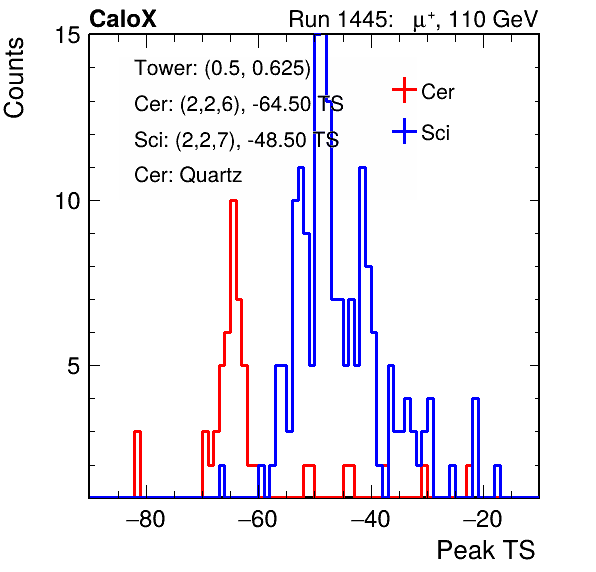 CaloX Run 1445: μ⁺, 110 GeV
Counts
15
10
5
Tower: (0.5, 0.625)
Cer: (2,2,6), -64.50 TS
Sci: (2,2,7), -48.50 TS
Cer: Quartz
Cer
Sci
−80 −60 −40 −20
Peak TS